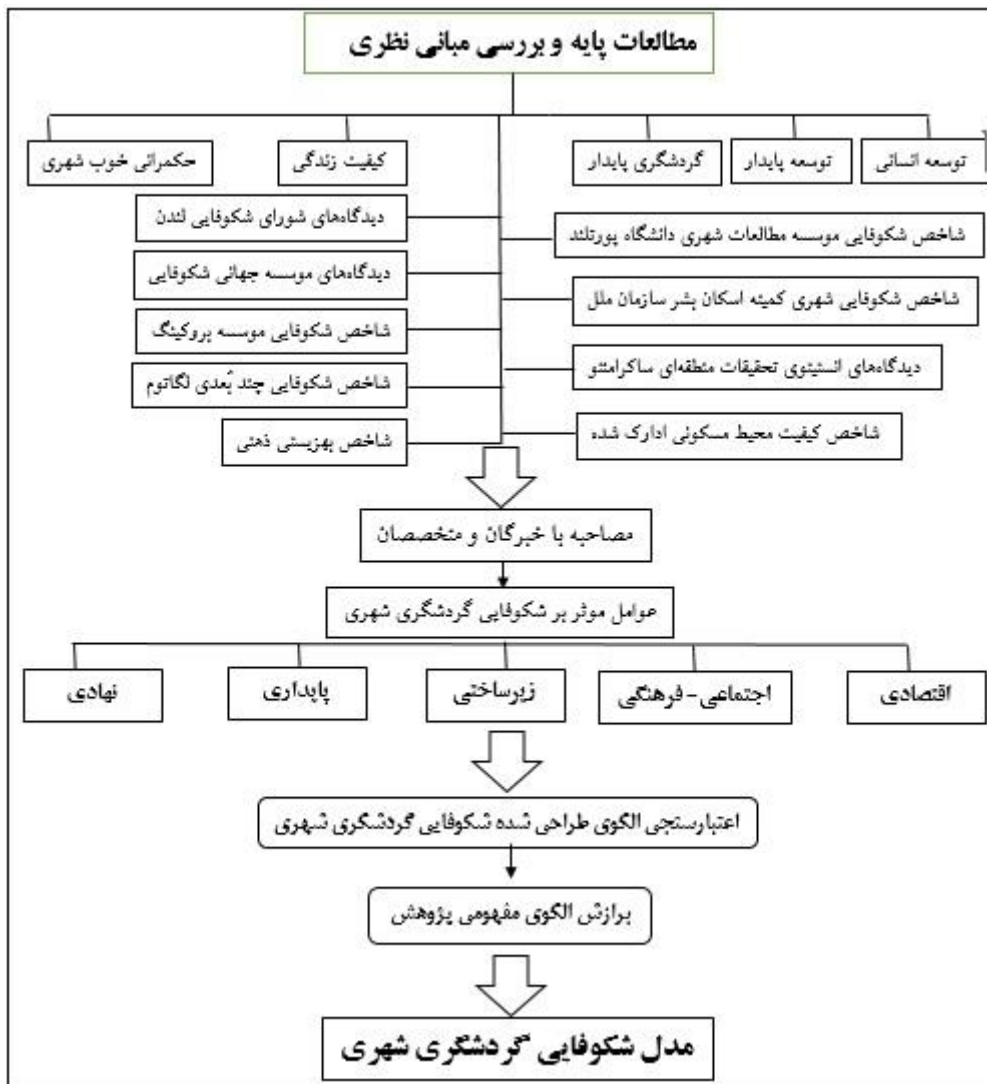 مطالعات پایه و بررسی مبانی نظری
توسعه انسانی
توسعه پایدار
گردشگری پایدار
کیفیت زندگی
حکمرانی خوب شهری
دیدگاه‌های شورای شکوفایی لندن
شاخص شکوفایی موسسه مطالعات شهری دانشگاه پورتلند
دیدگاه‌های موسسه جهانی شکوفایی
شاخص شکوفایی شهری کمیته اسکان بشر سازمان ملل
شاخص شکوفایی موسسه بروکینگ
دیدگاه‌های انستیتوی تحقیقات منطقه‌ای ساکرامنتو
شاخص شکوفایی چند بُعدی لگاتوم
شاخص کیفیت محیط مسکونی ادارک شده
شاخص بهزیستی ذهنی
مصاحبه با خبرگان و متخصصان
عوامل موثر بر شکوفایی گردشگری شهری
اقتصادی
اجتماعی-فرهنگی
زیرساختی
پایداری
نهادی
اعتبارسنجی الگوی طراحی شده شکوفایی گردشگری شهری
برازش الگوی مفهومی پژوهش
مدل شکوفایی گردشگری شهری